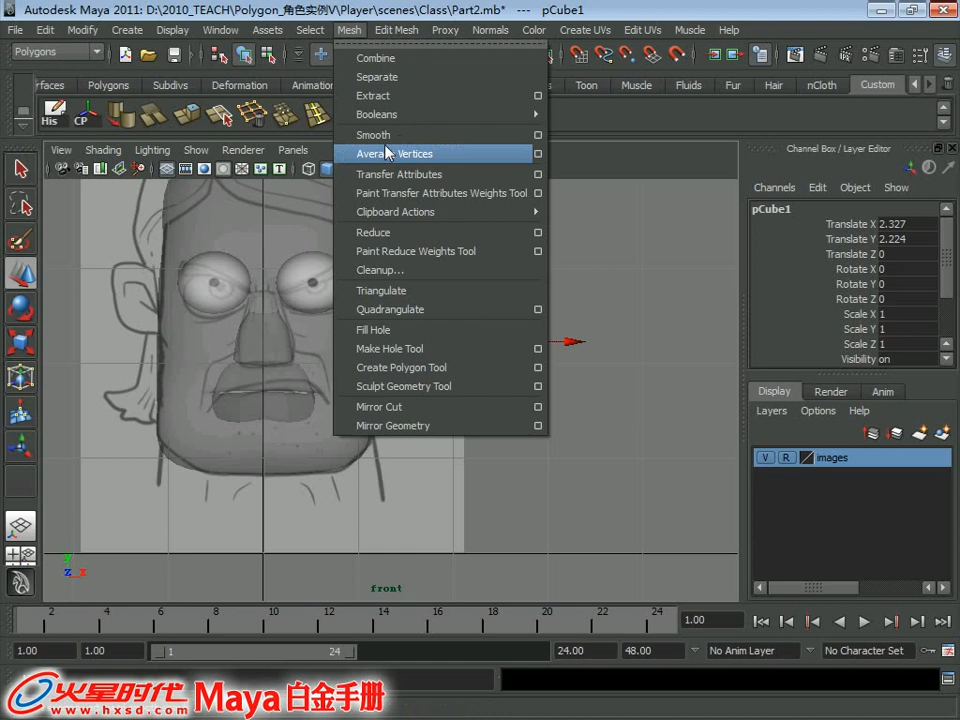 Autodesk Maya 2011: D:\2010_TEACH\Polygon_角色实例V\Player\scenes\Class\Part2.mb* --- pCube1
File Edit Modify Create Display Window Assets Select Mesh Edit Mesh Proxy Normals Color Create UVs Edit UVs Muscle Help
Polygons
rfaces Polygons Subdivs Deformation Animation Toon Muscle Fluids Fur Hair nCloth Custom
His CP
View Shading Lighting Show Renderer Panels
Combine
Separate
Extract
Booleans
Smooth
Average Vertices
Transfer Attributes
Paint Transfer Attributes Weights Tool
Clipboard Actions
Reduce
Paint Reduce Weights Tool
Cleanup...
Triangulate
Quadrangulate
Fill Hole
Make Hole Tool
Create Polygon Tool
Sculpt Geometry Tool
Mirror Cut
Mirror Geometry
Channel Box / Layer Editor
Channels Edit Object Show
pCube1
Translate X 2.327
Translate Y 2.224
Translate Z 0
Rotate X 0
Rotate Y 0
Rotate Z 0
Scale X 1
Scale Y 1
Scale Z 1
Visibility on
Display Render Anim
Layers Options Help
V R images
y
z x
front
2 4 6 8 10 12 14 16 18 20 22 24
1.00
1.00 1.00 1 24 24.00 48.00 No Anim Layer No Character Set
火星时代
www.hxsd.com
Maya 白金手册